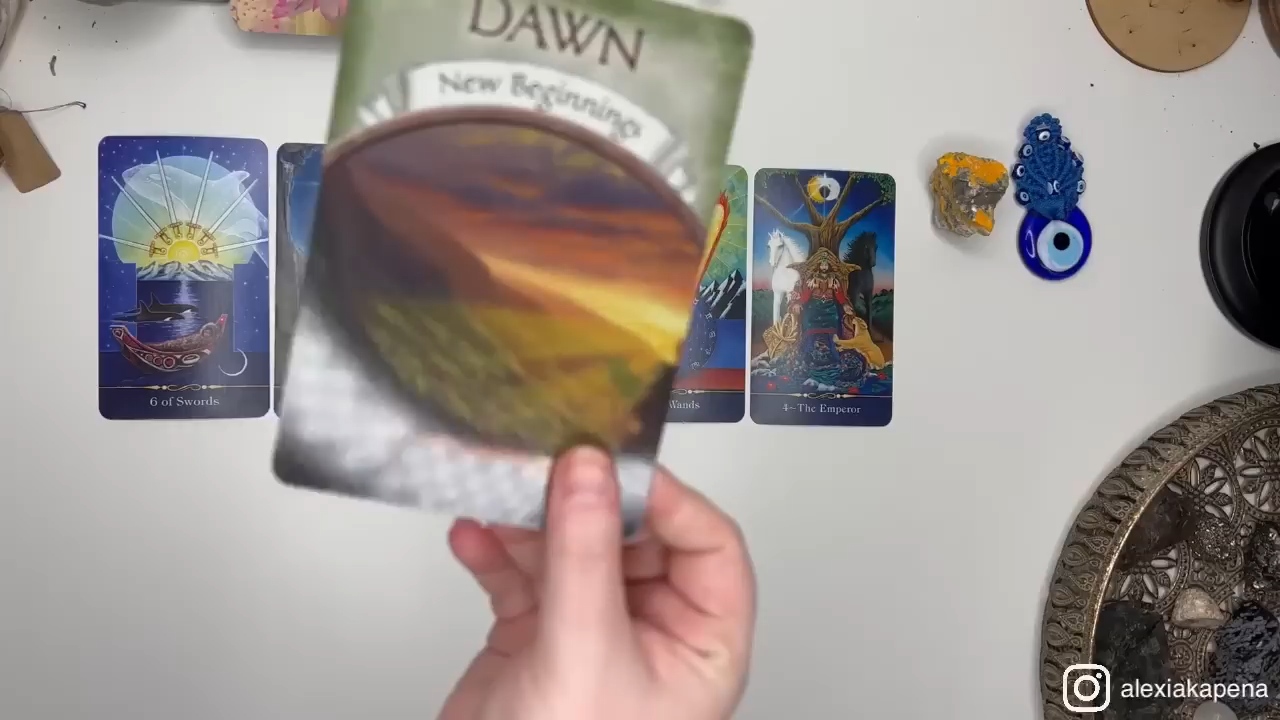 DAWN
New Beginnings
6 of Swords
Wands
4~The Emperor
alexiakapena